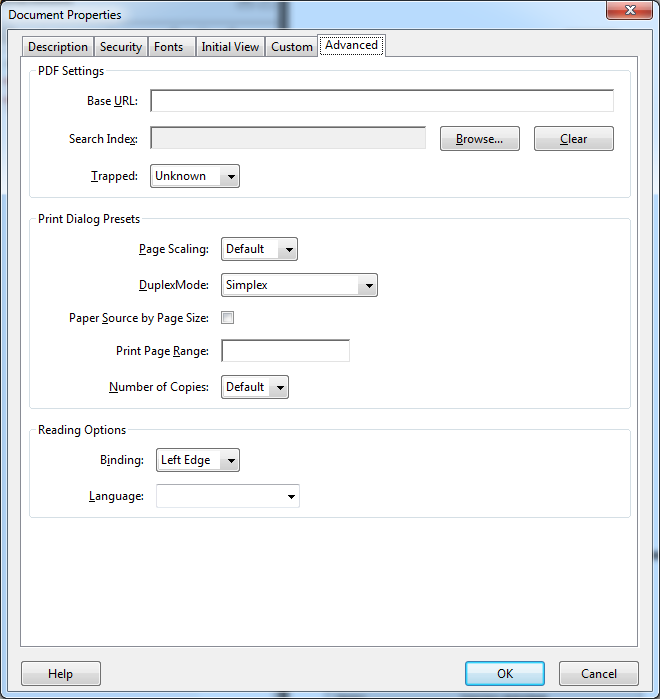 Document Properties
Description Security Fonts Initial View Custom Advanced
PDF Settings
Base URL:
Search Index: Browse... Clear
Trapped: Unknown
Print Dialog Presets
Page Scaling: Default
DuplexMode: Simplex
Paper Source by Page Size:
Print Page Range:
Number of Copies: Default
Reading Options
Binding: Left Edge
Language:
Help OK Cancel